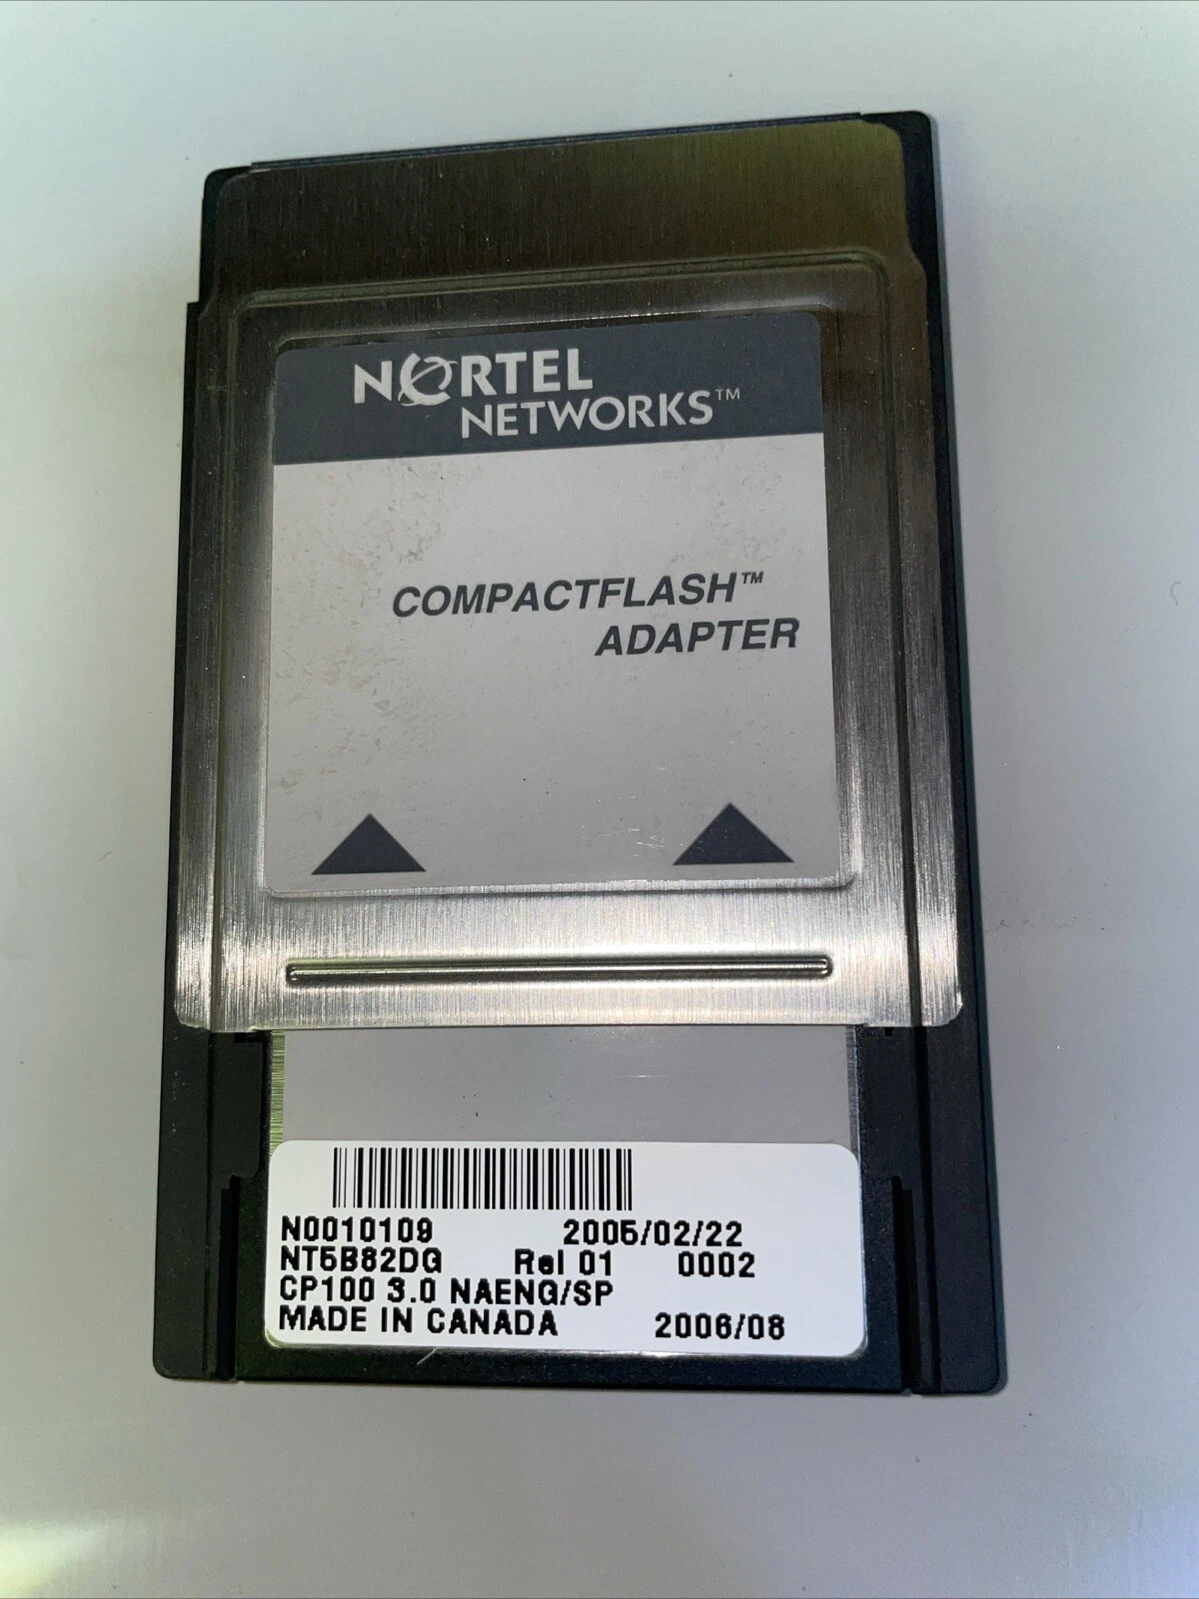 NORTEL
NETWORKS™
COMPACTFLASH™
ADAPTER
N0010109 2005/02/22
NT5B82DG Rel 01 0002
CP100 3.0 NAENG/SP
MADE IN CANADA 2006/08